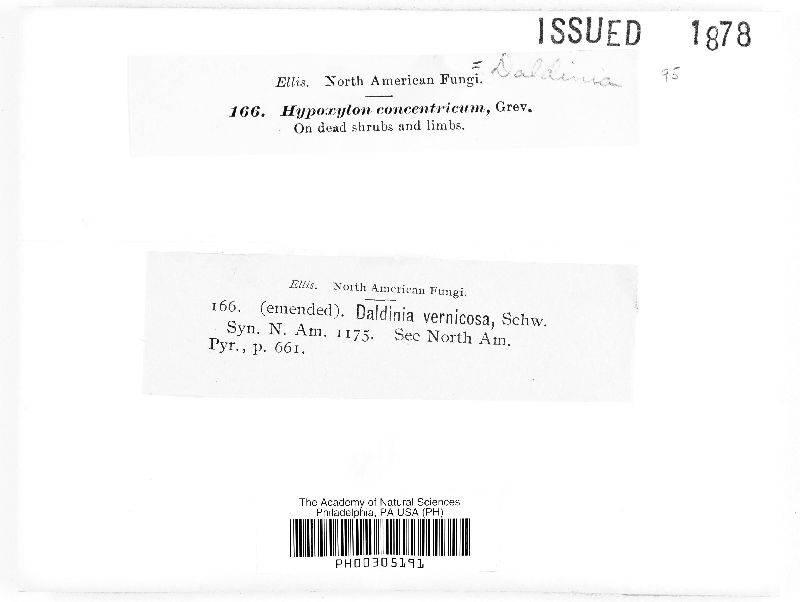 ISSUED 1878
= Daldinia 95
Ellis. North American Fungi.
166. Hypoxylon concentricum, Grev.
On dead shrubs and limbs.
Ellis. North American Fungi.
166. (emended). Daldinia vernicosa, Schw.
Syn. N. Am. 1175. See North Am.
Pyr., p. 661.
The Academy of Natural Sciences
Philadelphia, PA USA (PH)
PH00305191